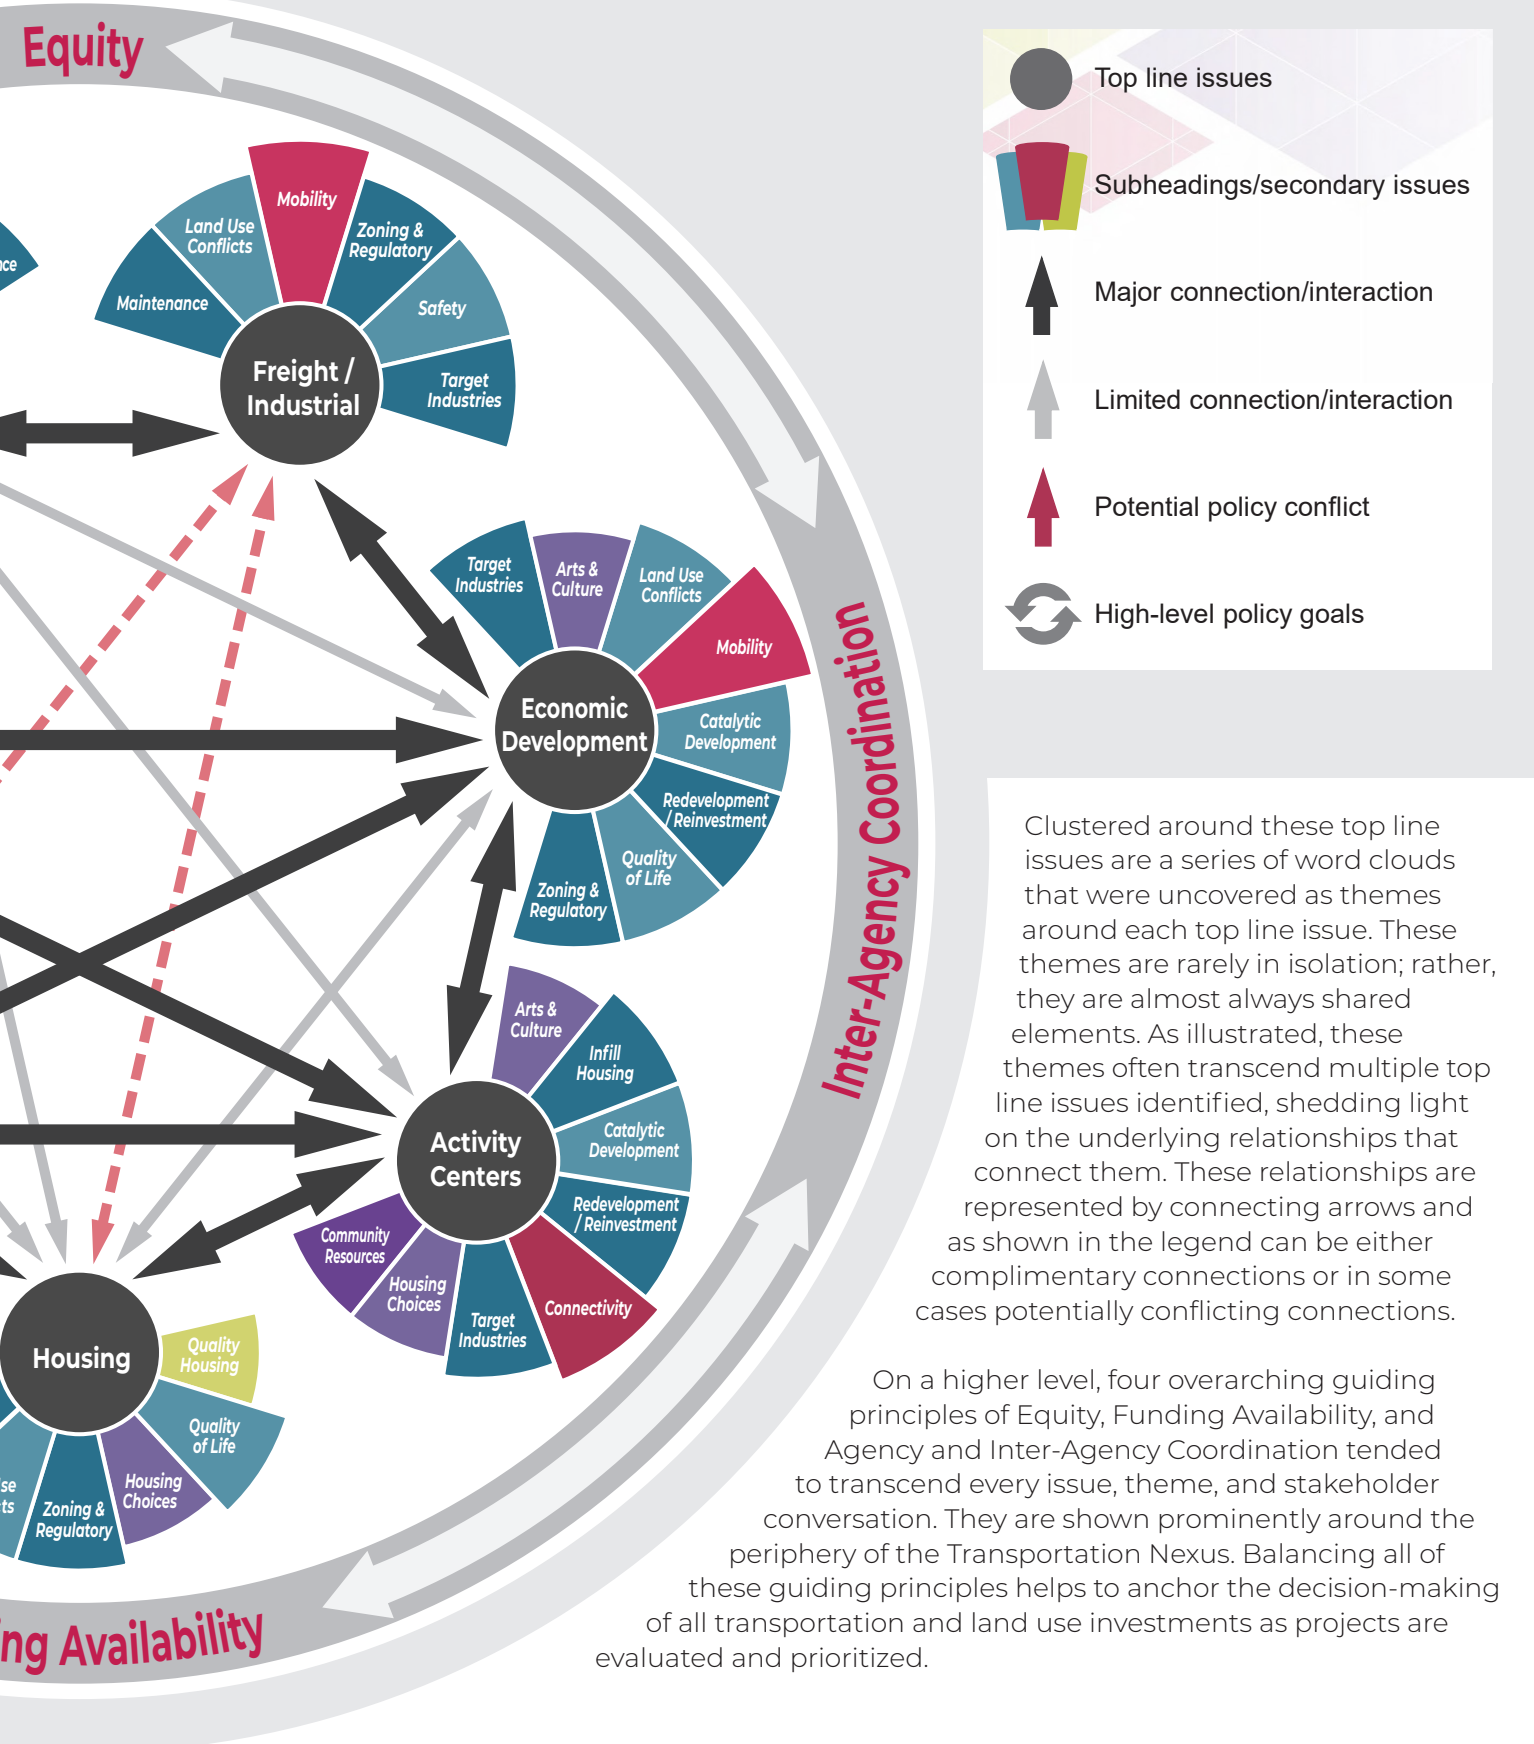 Equity
Mobility
Land Use
Conflicts
Zoning &
Regulatory
Maintenance
Safety
Target
Industries
Freight /
Industrial
Target
Industries
Arts &
Culture
Land Use
Conflicts
Mobility
Catalytic
Development
Redevelopment
/ Reinvestment
Quality
of Life
Zoning &
Regulatory
Economic
Development
Inter-Agency Coordination
Arts &
Culture
Infill
Housing
Catalytic
Development
Redevelopment
/ Reinvestment
Connectivity
Target
Industries
Housing
Choices
Community
Resources
Activity
Centers
Housing
Quality
Housing
Quality
of Life
Housing
Choices
Zoning &
Regulatory
Availability
Top line issues
Subheadings/secondary issues
Major connection/interaction
Limited connection/interaction
Potential policy conflict
High-level policy goals
Clustered around these top line
issues are a series of word clouds
that were uncovered as themes
around each top line issue. These
themes are rarely in isolation; rather,
they are almost always shared
elements. As illustrated, these
themes often transcend multiple top
line issues identified, shedding light
on the underlying relationships that
connect them. These relationships are
represented by connecting arrows and
as shown in the legend can be either
complimentary connections or in some
cases potentially conflicting connections.
On a higher level, four overarching guiding
principles of Equity, Funding Availability, and
Agency and Inter-Agency Coordination tended
to transcend every issue, theme, and stakeholder
conversation. They are shown prominently around the
periphery of the Transportation Nexus. Balancing all of
these guiding principles helps to anchor the decision-making
of all transportation and land use investments as projects are
evaluated and prioritized.